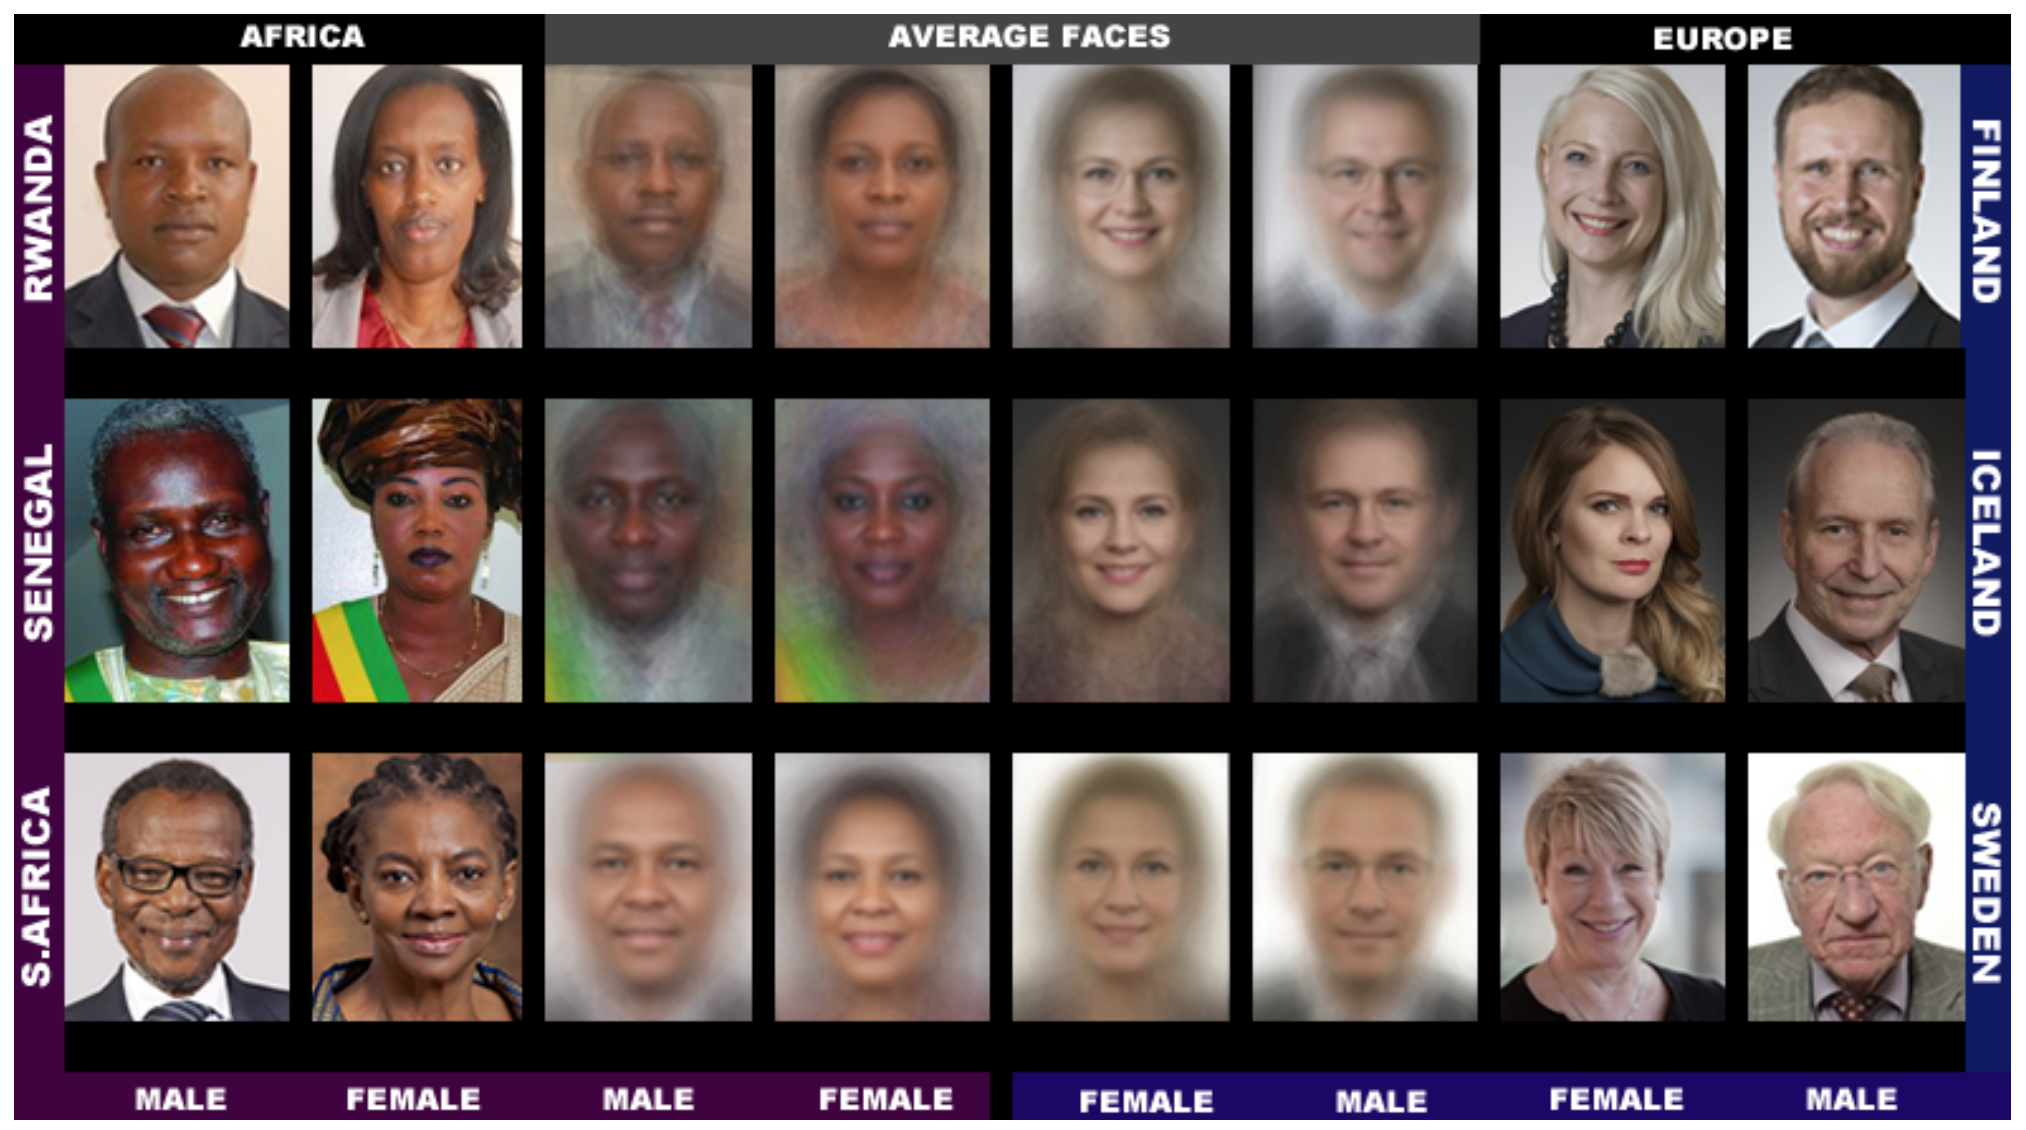 AFRICA
AVERAGE FACES
EUROPE
RWANDA
FINLAND
SENEGAL
ICELAND
S.AFRICA
SWEDEN
MALE
FEMALE
MALE
FEMALE
FEMALE
MALE
FEMALE
MALE